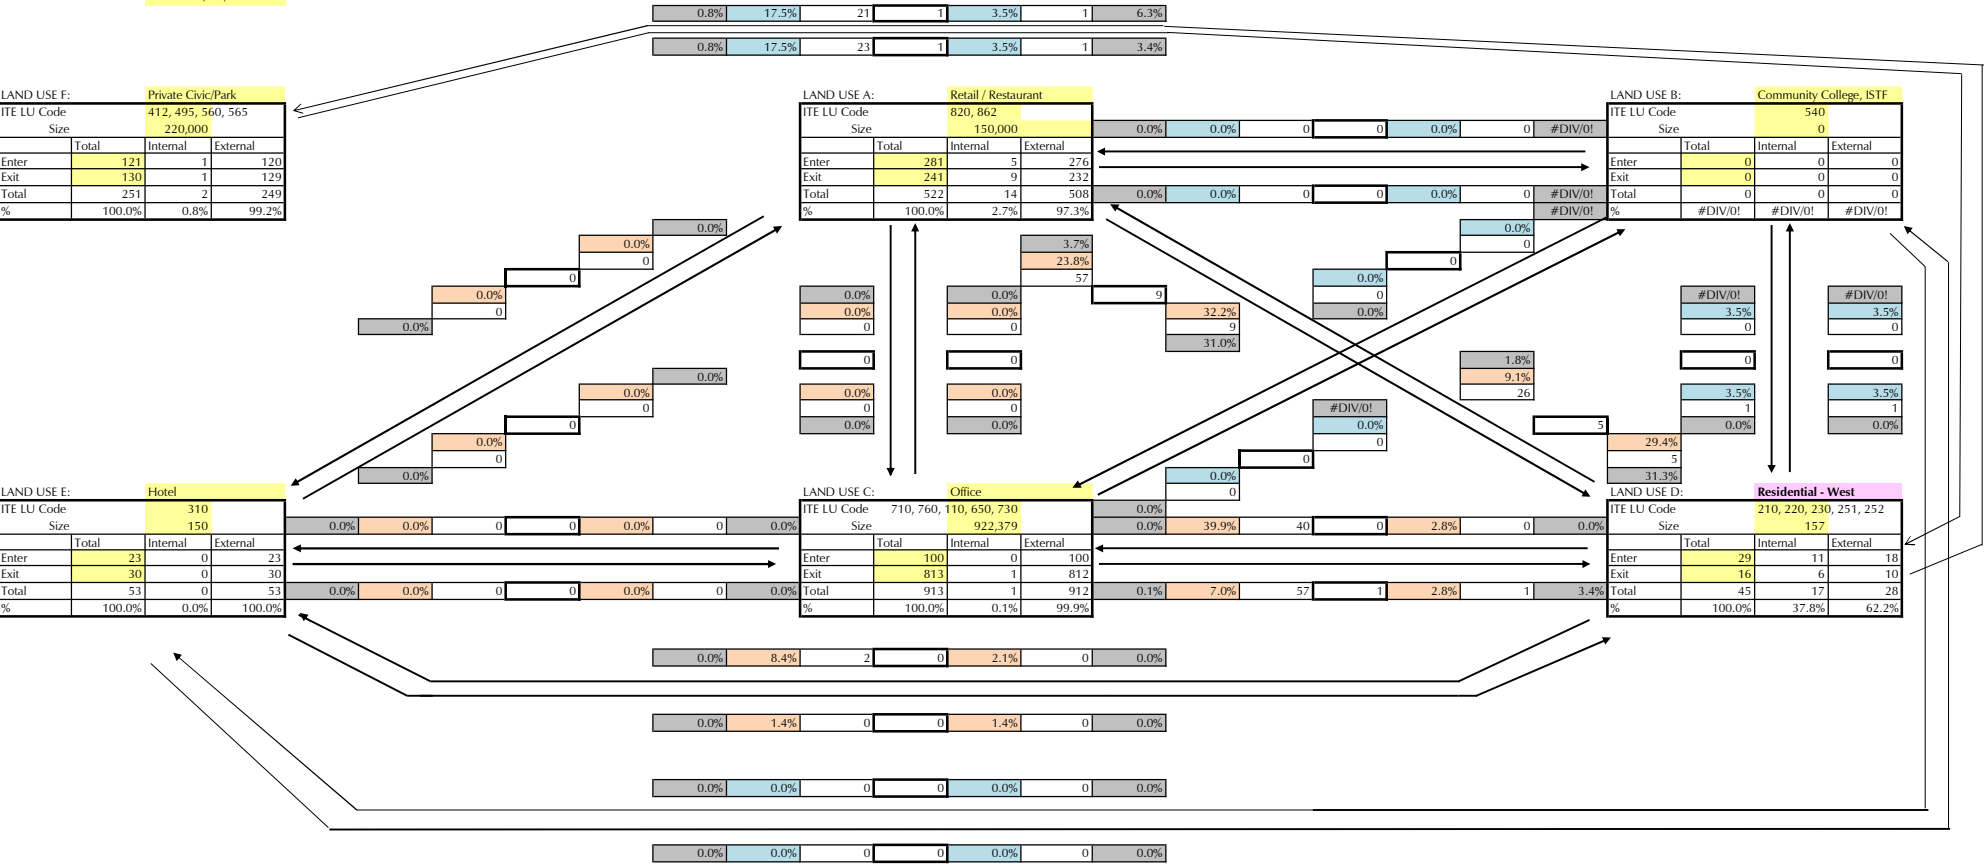 0.8% 17.5% 21 1 3.5% 1 6.3%
0.8% 17.5% 23 1 3.5% 1 3.4%
LAND USE F: Private Civic/Park LAND USE A: Retail / Restaurant LAND USE B: Community College, ISTF
ITE LU Code 412, 495, 560, 565 ITE LU Code 820, 862 ITE LU Code 540
Size 220,000 Size 150,000 0.0% 0.0% 0 0 0.0% 0 #DIV/0! Size 0
Total Internal External Total Internal External Total Internal External
Enter 121 1 120 Enter 281 5 276 Enter 0 0 0
Exit 130 1 129 Exit 241 9 232 Exit 0 0 0
Total 251 2 249 Total 522 14 508 0.0% 0.0% 0 0 0.0% 0 #DIV/0! Total 0 0 0
% 100.0% 0.8% 99.2% % 100.0% 2.7% 97.3% #DIV/0! % #DIV/0! #DIV/0! #DIV/0!
0.0% 0.0%
0.0% 3.7% 0
0 23.8% 0
0 57 0.0%
0.0% 0.0% 0.0% 9 0 #DIV/0! #DIV/0!
0 0.0% 0.0% 32.2% 0.0% 3.5% 3.5%
0.0% 0 0 9 0 0
31.0%
0 0 1.8% 0 0
0.0% 9.1%
0.0% 0.0% 0.0% 26 3.5% 3.5%
0 0 0 #DIV/0! 1 1
0 0.0% 0.0% 0.0% 5 0.0% 0.0%
0.0% 0 29.4%
0 0 5
0.0% 0.0% 31.3%
LAND USE E: Hotel LAND USE C: Office 0 LAND USE D: Residential - West
ITE LU Code 310 ITE LU Code 710, 760, 110, 650, 730 0.0% ITE LU Code 210, 220, 230, 251, 252
Size 150 0.0% 0.0% 0 0 0.0% 0 0.0% Size 922,379 0.0% 39.9% 40 0 2.8% 0 0.0% Size 157
Total Internal External Total Internal External Total Internal External
Enter 23 0 23 Enter 100 0 100 Enter 29 11 18
Exit 30 0 30 Exit 813 1 812 Exit 16 6 10
Total 53 0 53 0.0% 0.0% 0 0 0.0% 0 0.0% Total 913 1 912 0.1% 7.0% 57 1 2.8% 1 3.4% Total 45 17 28
% 100.0% 0.0% 100.0% % 100.0% 0.1% 99.9% % 100.0% 37.8% 62.2%
0.0% 8.4% 2 0 2.1% 0 0.0%
0.0% 1.4% 0 0 1.4% 0 0.0%
0.0% 0.0% 0 0 0.0% 0 0.0%
0.0% 0.0% 0 0 0.0% 0 0.0%